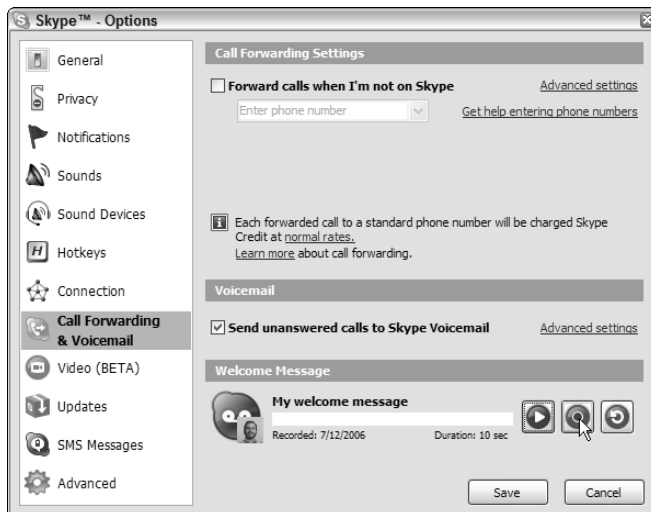 Skype™ - Options
General
Privacy
Notifications
Sounds
Sound Devices
Hotkeys
Connection
Call Forwarding
& Voicemail
Video (BETA)
Updates
SMS Messages
Advanced
Call Forwarding Settings
Forward calls when I'm not on Skype Advanced settings
Enter phone number Get help entering phone numbers
Each forwarded call to a standard phone number will be charged Skype
Credit at normal rates.
Learn more about call forwarding.
Voicemail
Send unanswered calls to Skype Voicemail Advanced settings
Welcome Message
My welcome message
Recorded: 7/12/2006 Duration: 10 sec
Save Cancel